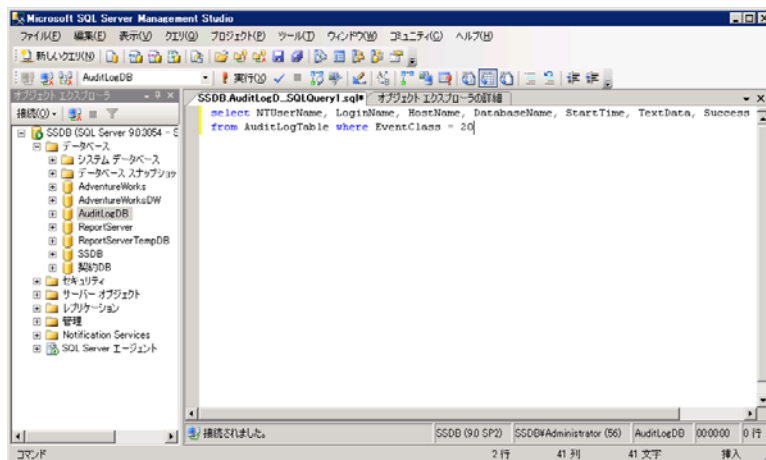 Microsoft SQL Server Management Studio
ファイル(F) 編集(E) 表示(V) クエリ(Q) プロジェクト(P) ツール(T) ウィンドウ(W) コミュニティ(C) ヘルプ(H)
新しいクエリ(N)
AuditLogDB 実行(X)
オブジェクト エクスプローラ
接続(O)
SSDB (SQL Server 9.0.3054 - S
データベース
システム データベース
データベース スナップショッ
AdventureWorks
AdventureWorksDW
AuditLogDB
ReportServer
ReportServerTempDB
SSDB
契約DB
セキュリティ
サーバー オブジェクト
レプリケーション
管理
Notification Services
SQL Server エージェント
SSDB.AuditLogD...SQLQuery1.sql* オブジェクト エクスプローラの詳細
select NTUserName, LoginName, HostName, DatabaseName, StartTime, TextData, Success
from AuditLogTable where EventClass = 20
接続されました。 SSDB (9.0 SP2) SSDB¥Administrator (56) AuditLogDB 00:00:00 0 行
コマンド 2 行 41 列 41 文字 挿入